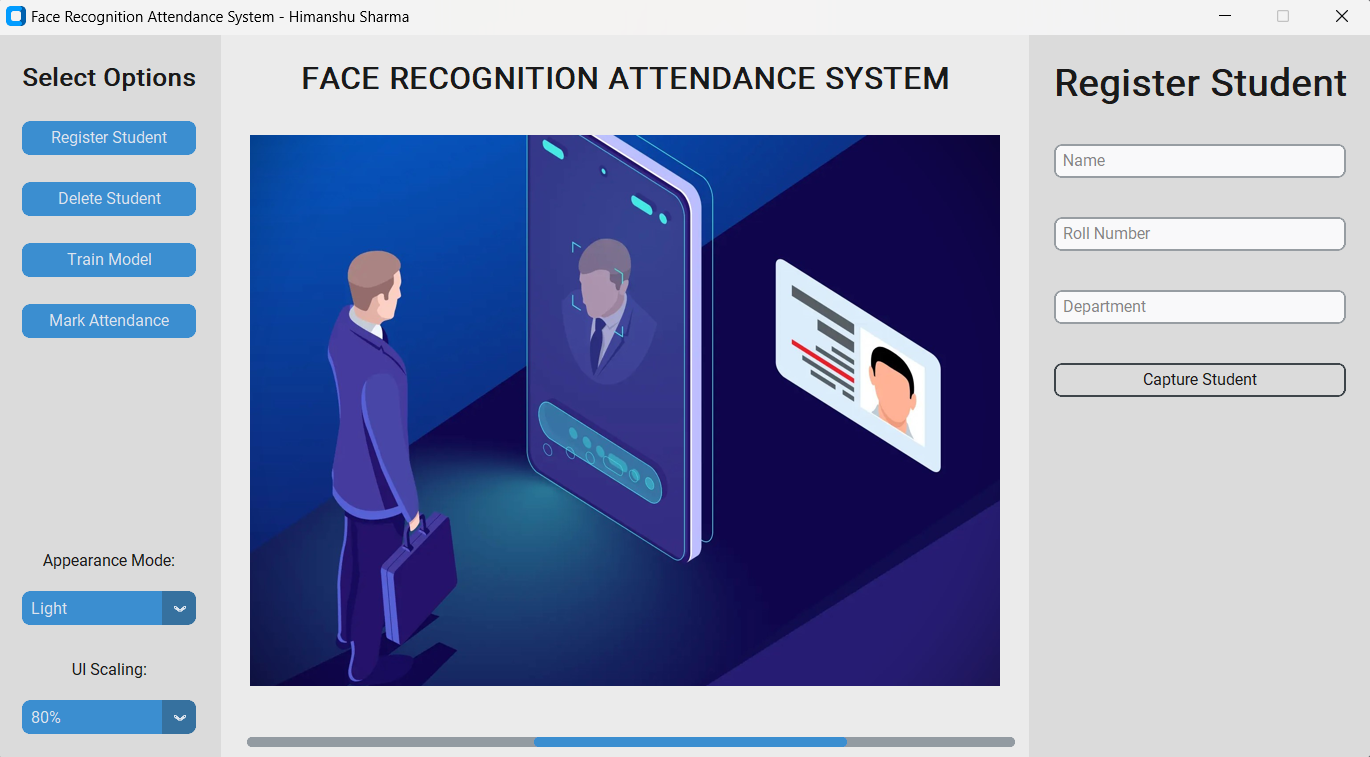 Face Recognition Attendance System - Himanshu Sharma
Select Options
Register Student
Delete Student
Train Model
Mark Attendance
Appearance Mode:
Light
UI Scaling:
80%
FACE RECOGNITION ATTENDANCE SYSTEM
Register Student
Name
Roll Number
Department
Capture Student